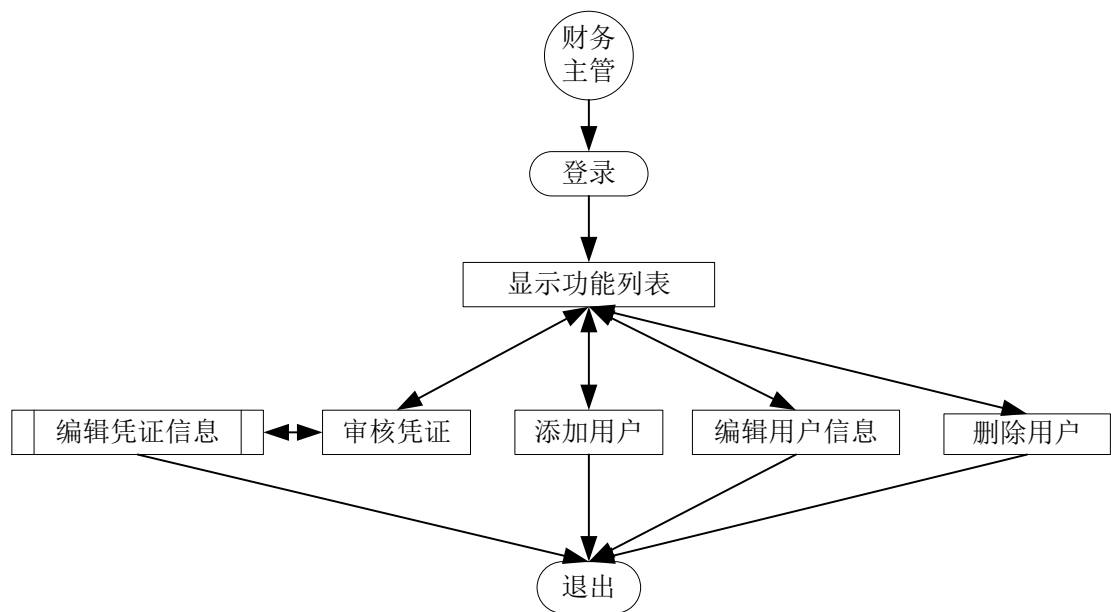 财务
主管
登录
显示功能列表
编辑凭证信息
审核凭证
添加用户
编辑用户信息
删除用户
退出